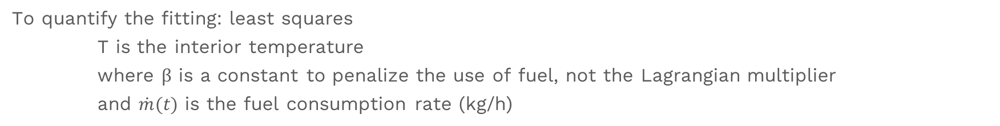 To quantify the fitting: least squares
T is the interior temperature
where β is a constant to penalize the use of fuel, not the Lagrangian multiplier
and ṁ(t) is the fuel consumption rate (kg/h)